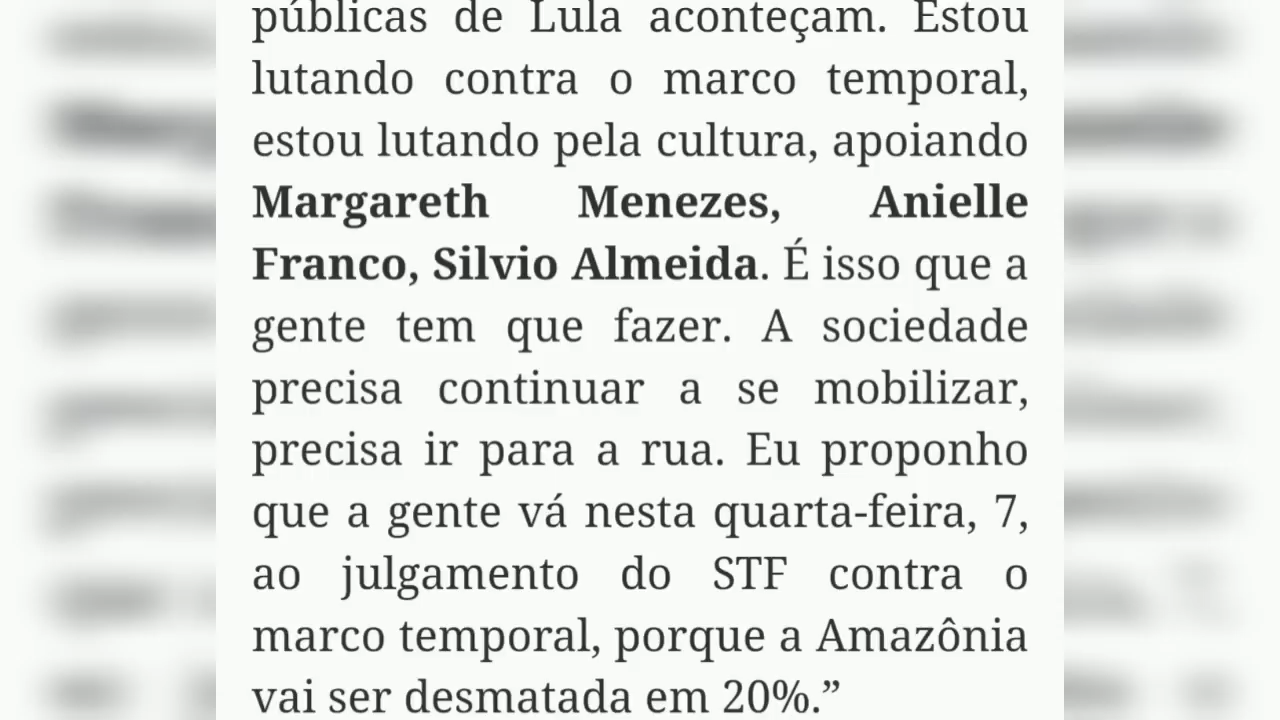 públicas de Lula aconteçam. Estou
lutando contra o marco temporal,
estou lutando pela cultura, apoiando
Margareth Menezes, Anielle
Franco, Silvio Almeida. É isso que a
gente tem que fazer. A sociedade
precisa continuar a se mobilizar,
precisa ir para a rua. Eu proponho
que a gente vá nesta quarta-feira, 7,
ao julgamento do STF contra o
marco temporal, porque a Amazônia
vai ser desmatada em 20%.”